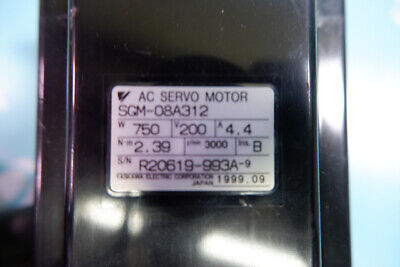 AC SERVO MOTOR
SGM-08A312
W 750 V 200 A 4.4
N·m 2.39 r/min 3000 Ins. B
S/N R20619-993A-9
YASKAWA ELECTRIC CORPORATION
JAPAN 1999.09